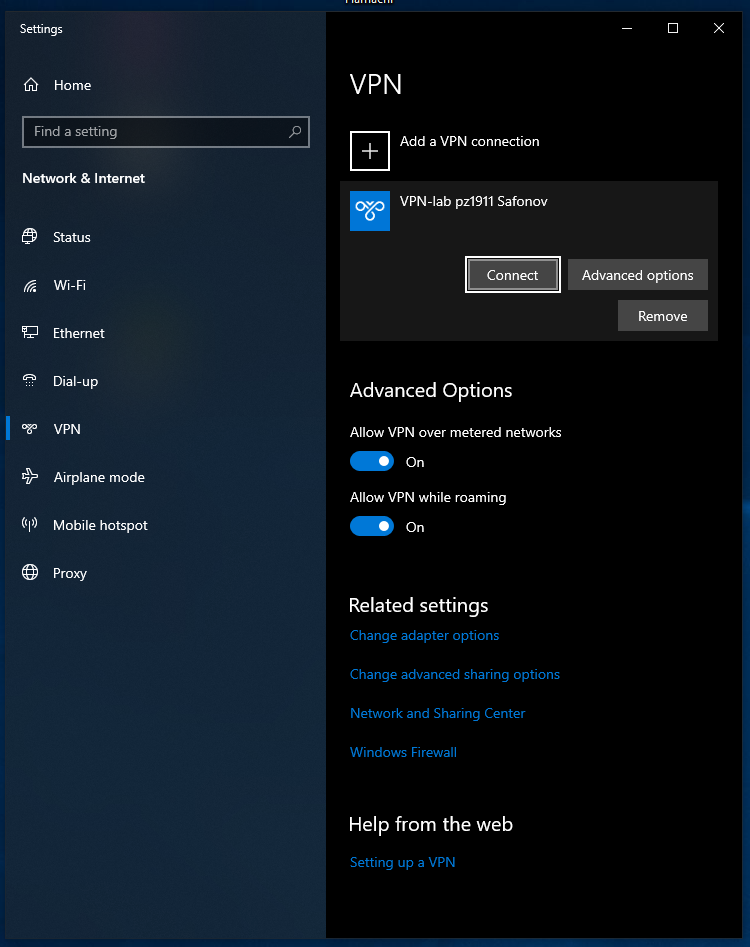 Hamachi
Settings
Home
Find a setting
Network & Internet
Status
Wi-Fi
Ethernet
Dial-up
VPN
Airplane mode
Mobile hotspot
Proxy
VPN
Add a VPN connection
VPN-lab pz1911 Safonov
Connect
Advanced options
Remove
Advanced Options
Allow VPN over metered networks
On
Allow VPN while roaming
On
Related settings
Change adapter options
Change advanced sharing options
Network and Sharing Center
Windows Firewall
Help from the web
Setting up a VPN